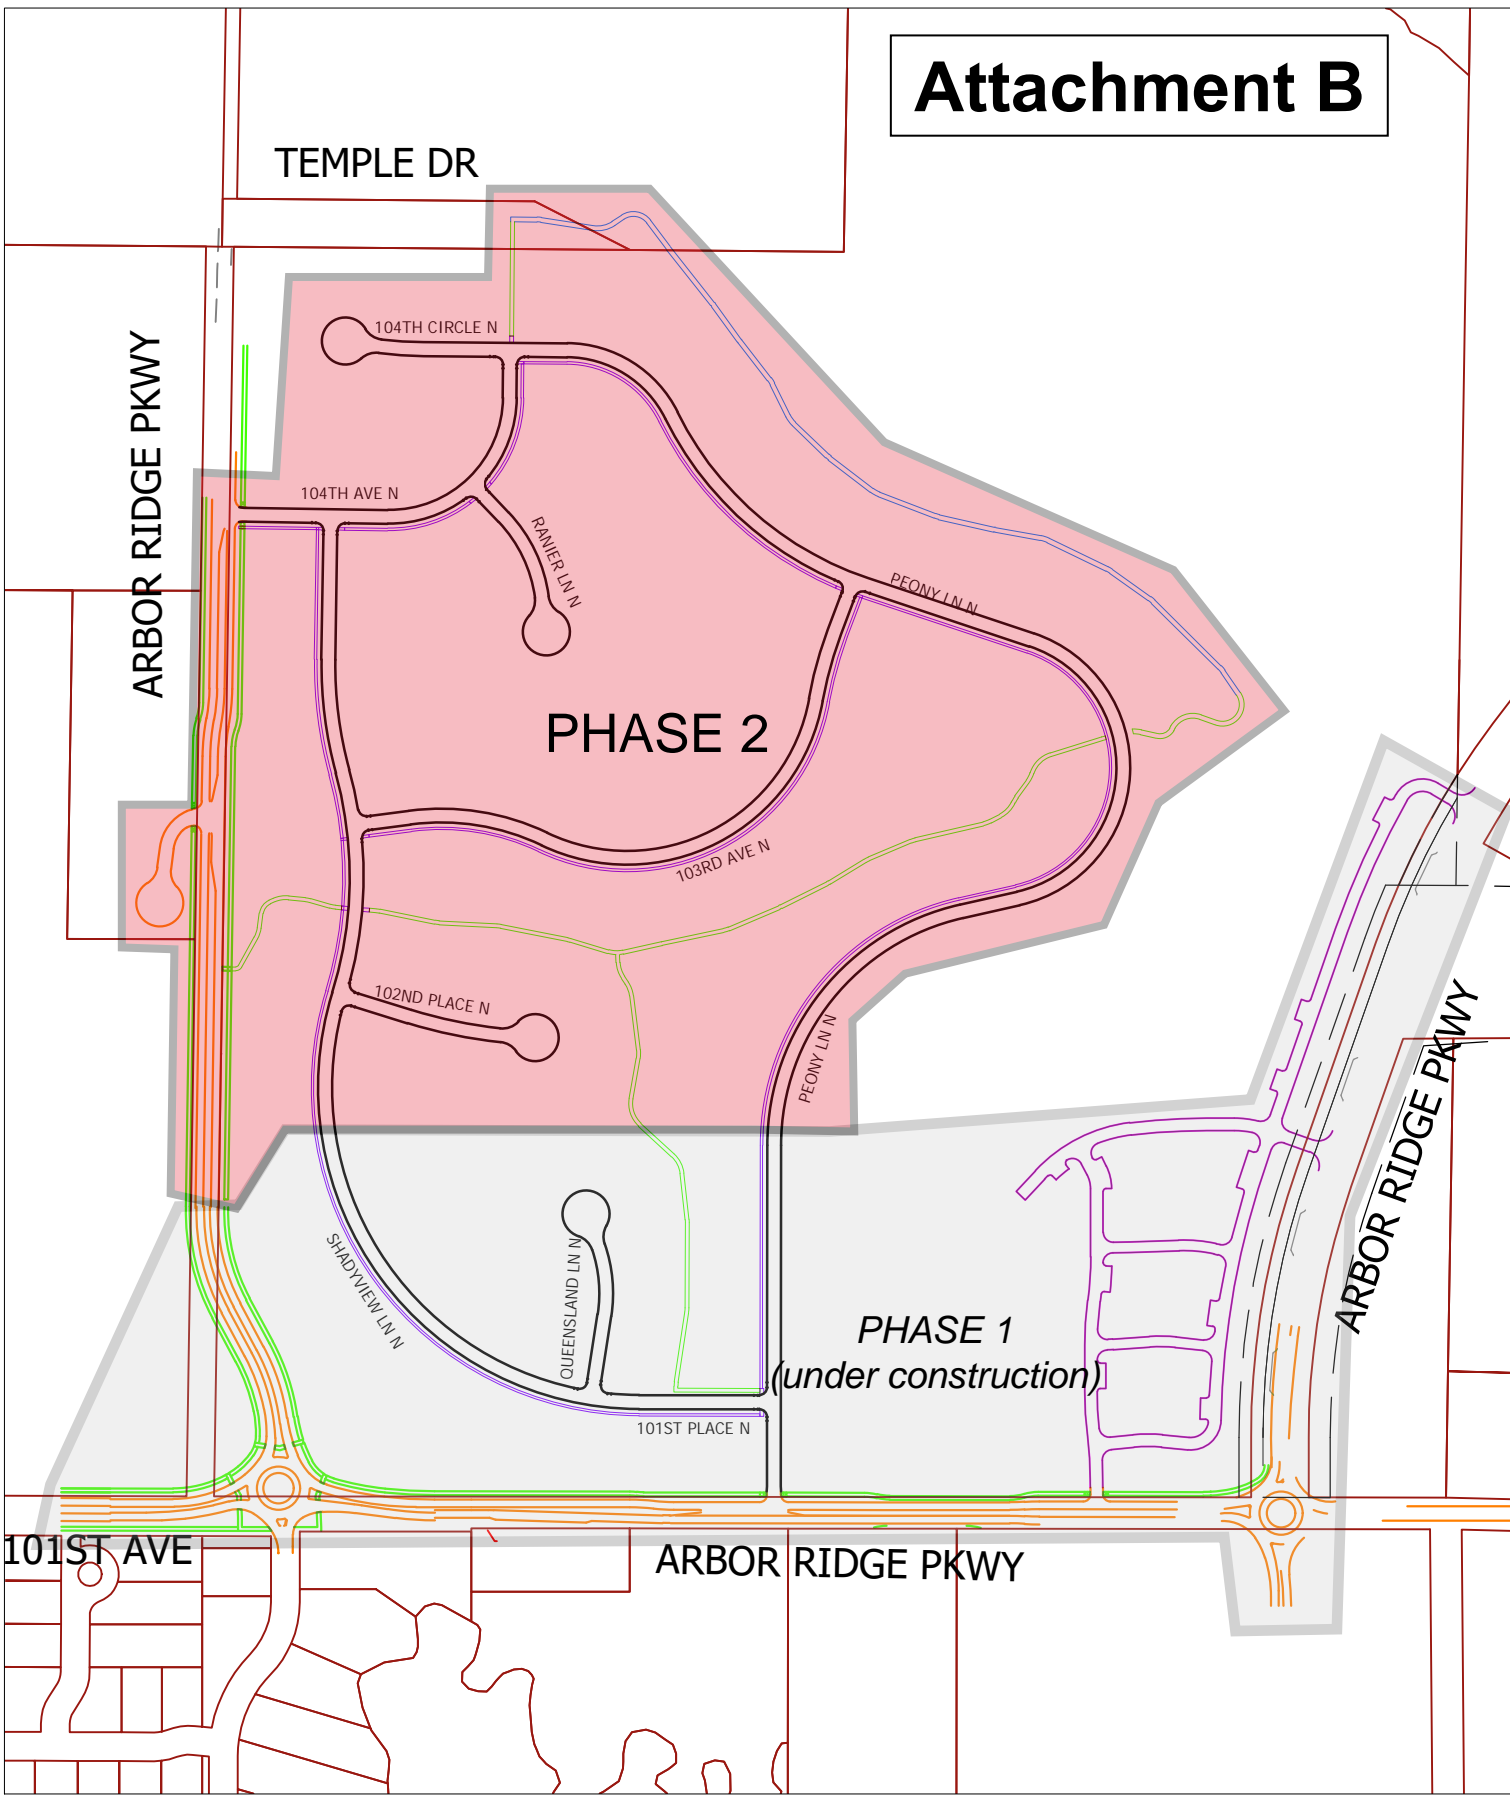 Attachment B
TEMPLE DR
104TH CIRCLE N
ARBOR RIDGE PKWY
104TH AVE N
RANIER LN N
PEONY LN N
PHASE 2
103RD AVE N
102ND PLACE N
PEONY LN N
ARBOR RIDGE PKWY
SHADYVIEW LN N
QUEENSLAND LN N
PHASE 1
(under construction)
101ST PLACE N
101ST AVE
ARBOR RIDGE PKWY